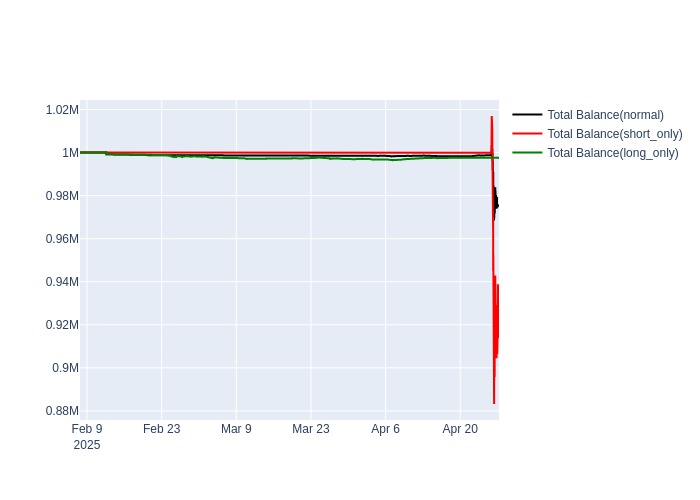 1.02M
1M
0.98M
0.96M
0.94M
0.92M
0.9M
0.88M
Feb 9
2025
Feb 23
Mar 9
Mar 23
Apr 6
Apr 20
Total Balance(normal)
Total Balance(short_only)
Total Balance(long_only)